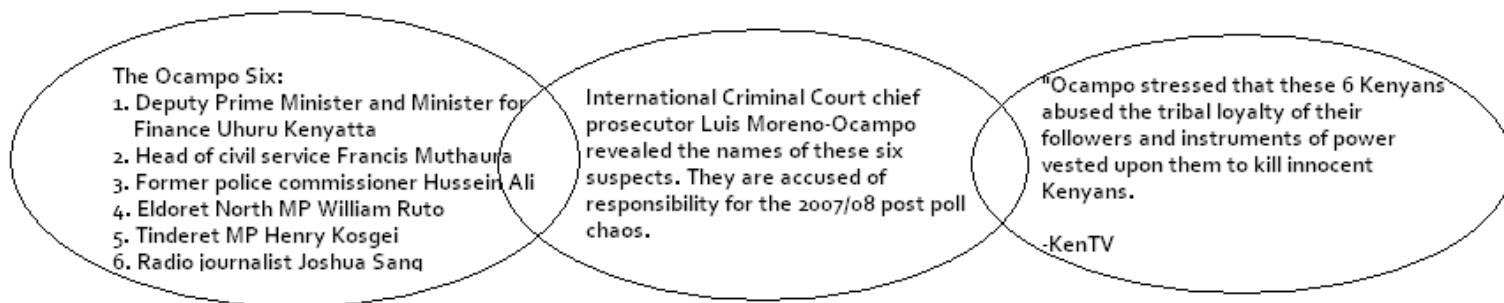 The Ocampo Six:
1. Deputy Prime Minister and Minister for
Finance Uhuru Kenyatta
2. Head of civil service Francis Muthaura
3. Former police commissioner Hussein Ali
4. Eldoret North MP William Ruto
5. Tinderet MP Henry Kosgei
6. Radio journalist Joshua Sang
International Criminal Court chief
prosecutor Luis Moreno-Ocampo
revealed the names of these six
suspects. They are accused of
responsibility for the 2007/08 post poll
chaos.
"Ocampo stressed that these 6 Kenyans
abused the tribal loyalty of their
followers and instruments of power
vested upon them to kill innocent
Kenyans.
-KenTV